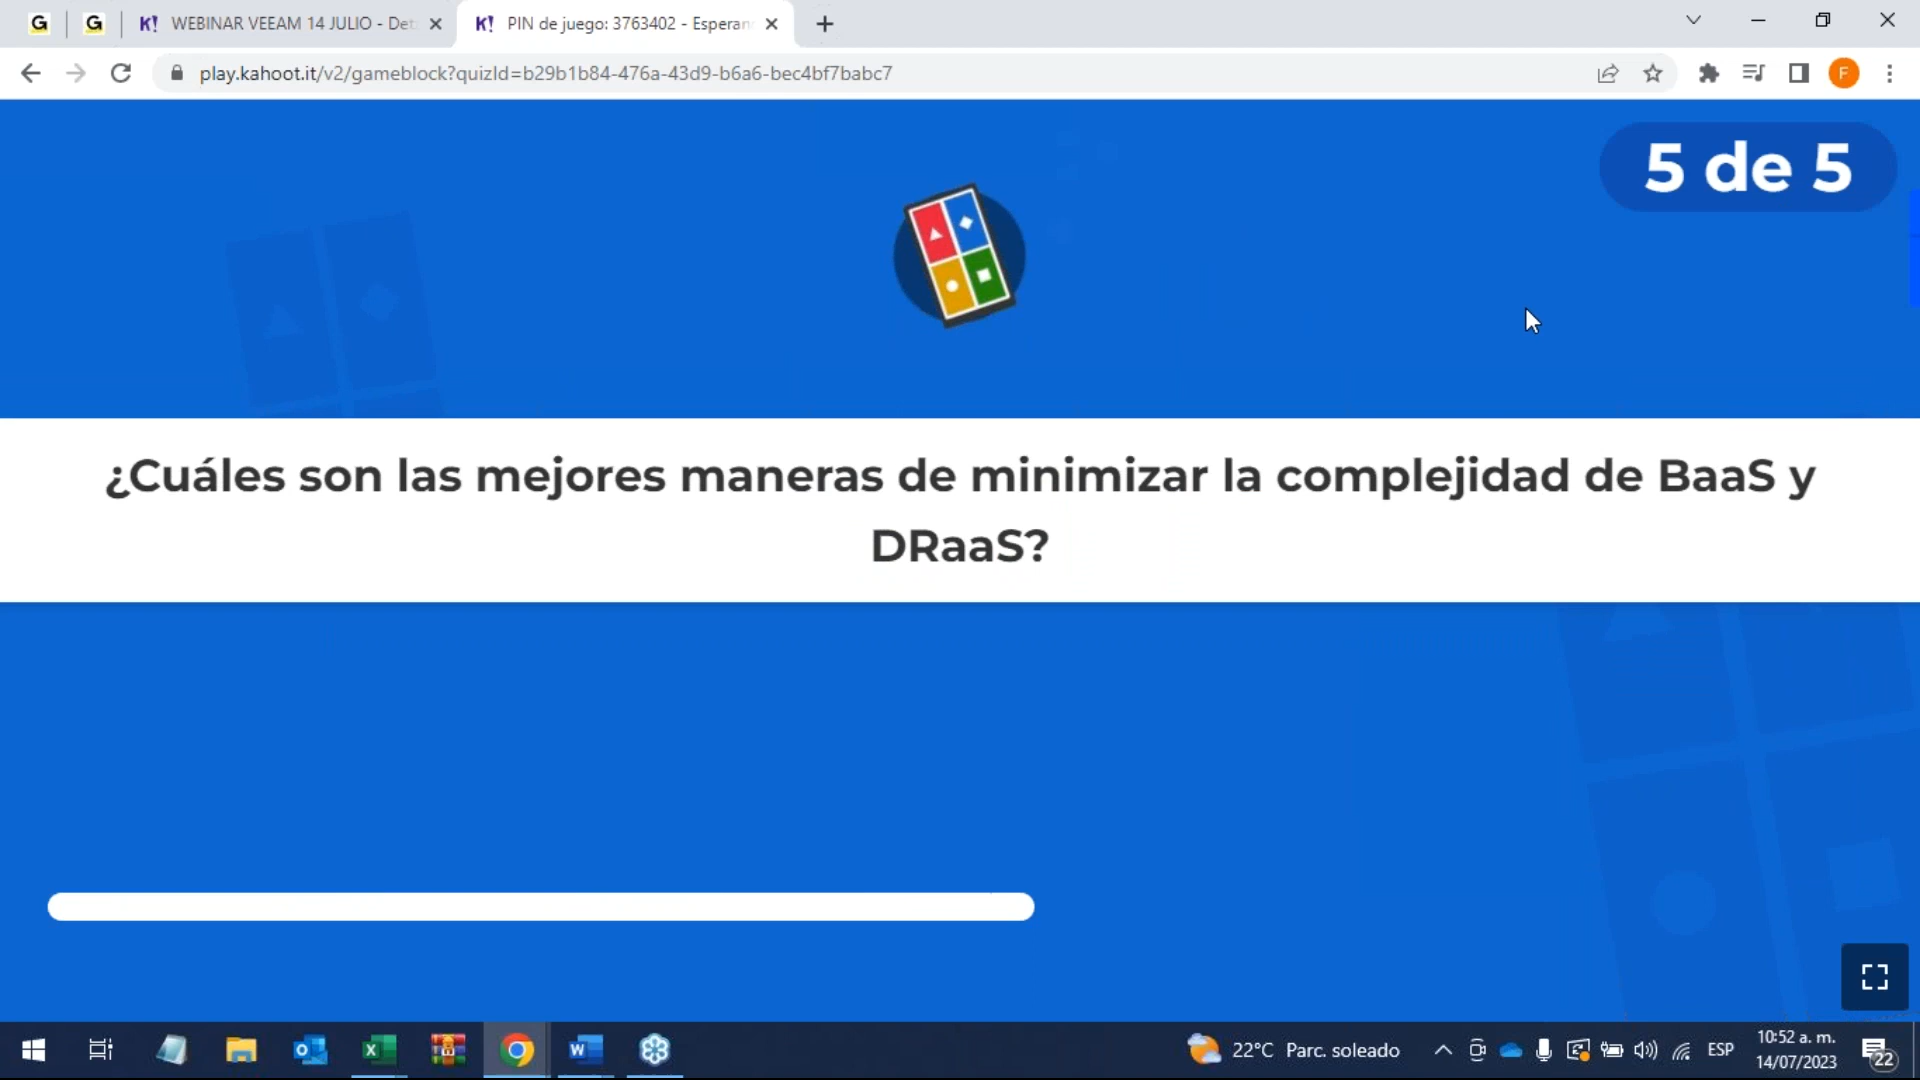 G
G
K! WEBINAR VEEAM 14 JULIO - Det
K! PIN de juego: 3763402 - Esperan
play.kahoot.it/v2/gameblock?quizId=b29b1b84-476a-43d9-b6a6-bec4bf7babc7
F
5 de 5
¿Cuáles son las mejores maneras de minimizar la complejidad de BaaS y
DRaaS?
22°C Parc. soleado
ESP
10:52 a. m.
14/07/2023
22